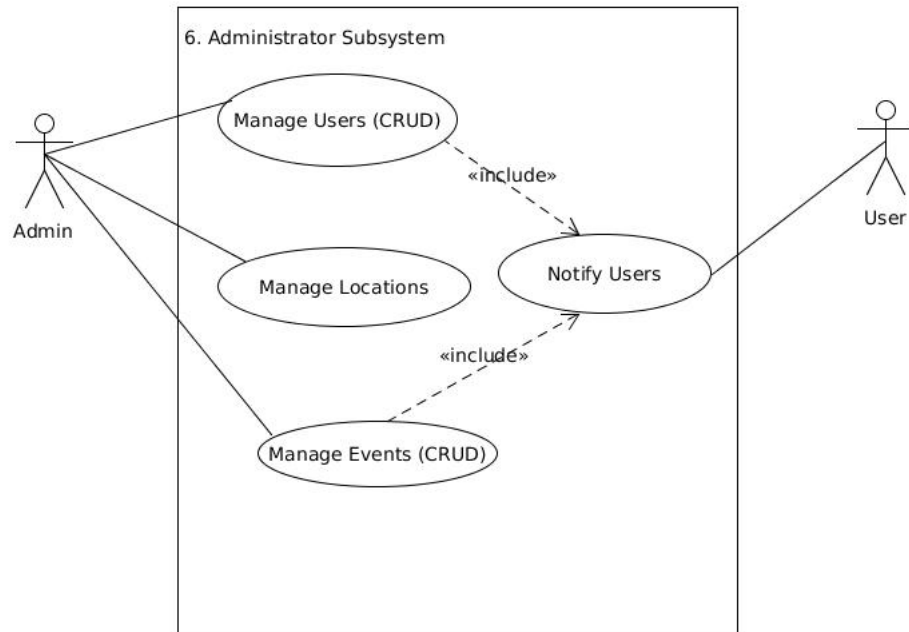 6. Administrator Subsystem
Manage Users (CRUD)
«include»
Admin
User
Manage Locations
Notify Users
«include»
Manage Events (CRUD)